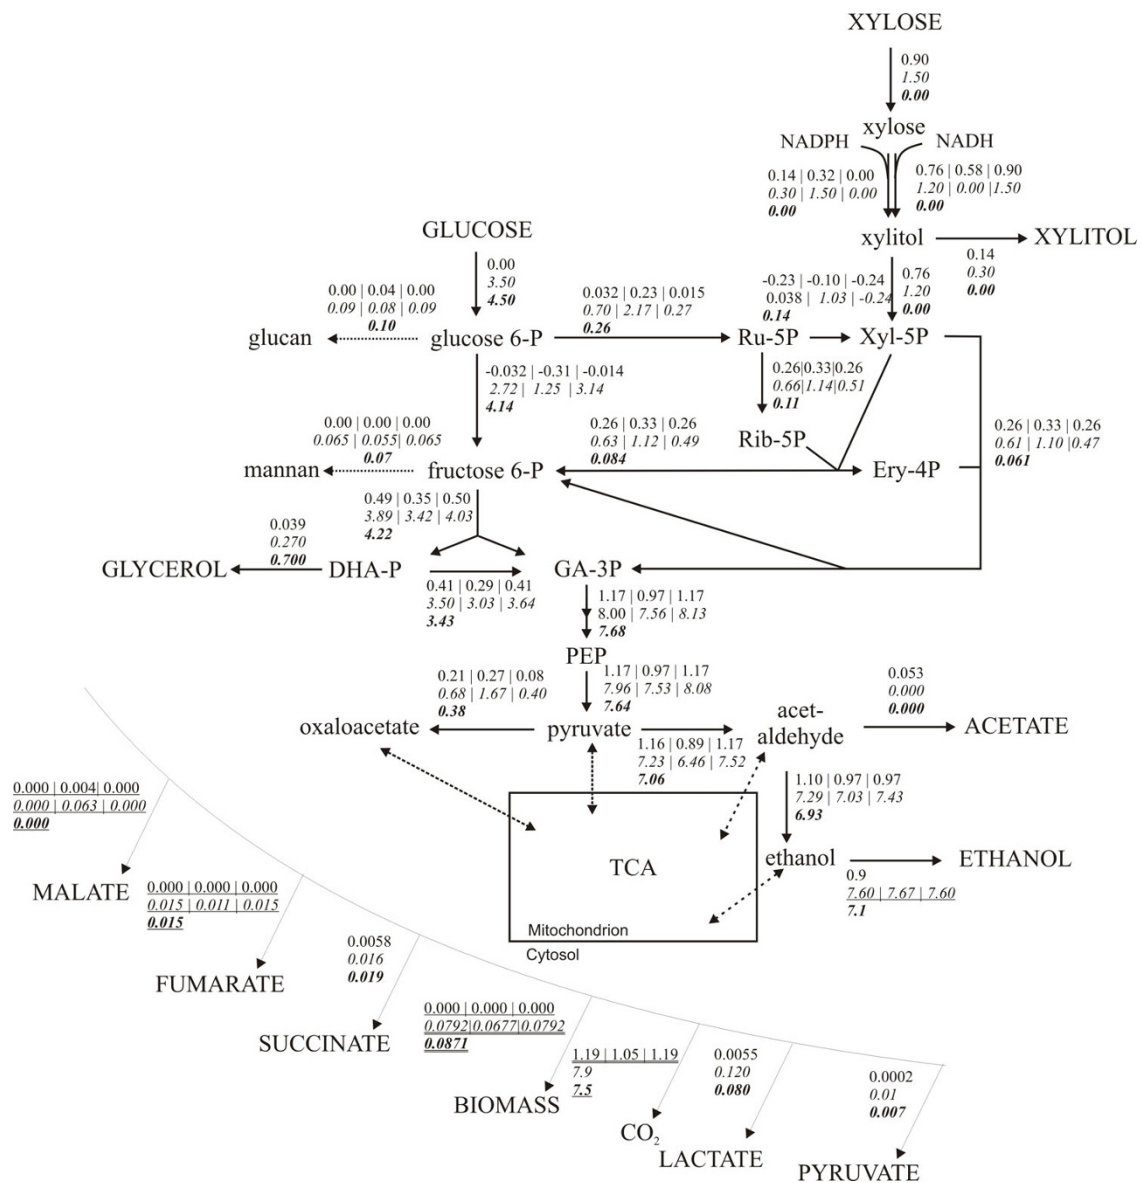 XYLOSE
0.90
1.50
0.00
xylose
NADPH
NADH
0.14 | 0.32 | 0.00
0.30 | 1.50 | 0.00
0.00
0.76 | 0.58 | 0.90
1.20 | 0.00 |1.50
0.00
xylitol
XYLITOL
0.14
0.30
0.00
GLUCOSE
0.00
3.50
4.50
0.76
1.20
0.00
-0.23 | -0.10 | -0.24
0.038 | 1.03 | -0.24
0.14
0.00 | 0.04 | 0.00
0.09 | 0.08 | 0.09
0.10
0.032 | 0.23 | 0.015
0.70 | 2.17 | 0.27
0.26
glucan
glucose 6-P
Ru-5P
Xyl-5P
-0.032 | -0.31 | -0.014
2.72 | 1.25 | 3.14
4.14
0.26|0.33|0.26
0.66|1.14|0.51
0.11
0.00 | 0.00 | 0.00
0.065 | 0.055| 0.065
0.07
0.26 | 0.33 | 0.26
0.63 | 1.12 | 0.49
0.084
Rib-5P
0.26 | 0.33 | 0.26
0.61 | 1.10 | 0.47
0.061
mannan
fructose 6-P
Ery-4P
0.49 | 0.35 | 0.50
3.89 | 3.42 | 4.03
4.22
0.039
0.270
0.700
GLYCEROL
DHA-P
GA-3P
0.41 | 0.29 | 0.41
3.50 | 3.03 | 3.64
3.43
1.17 | 0.97 | 1.17
8.00 | 7.56 | 8.13
7.68
PEP
1.17 | 0.97 | 1.17
7.96 | 7.53 | 8.08
7.64
0.21 | 0.27 | 0.08
0.68 | 1.67 | 0.40
0.38
0.053
0.000
0.000
oxaloacetate
pyruvate
acet-
aldehyde
ACETATE
1.16 | 0.89 | 1.17
7.23 | 6.46 | 7.52
7.06
1.10 | 0.97 | 0.97
7.29 | 7.03 | 7.43
6.93
0.000 | 0.004| 0.000
0.000 | 0.063 | 0.000
0.000
TCA
ethanol
ETHANOL
0.9
7.60 | 7.67 | 7.60
7.1
MALATE
0.000 | 0.000 | 0.000
0.015 | 0.011 | 0.015
0.015
Mitochondrion
Cytosol
FUMARATE
0.0058
0.016
0.019
SUCCINATE
0.000 | 0.000 | 0.000
0.0792|0.0677|0.0792
0.0871
BIOMASS
1.19 | 1.05 | 1.19
7.9
7.5
CO₂
0.0055
0.120
0.080
LACTATE
0.0002
0.01
0.007
PYRUVATE